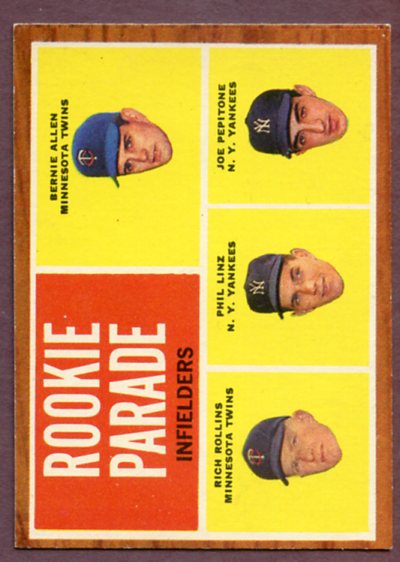 ROOKIE
PARADE
INFIELDERS
BERNIE ALLEN
MINNESOTA TWINS
RICH ROLLINS
MINNESOTA TWINS
PHIL LINZ
N. Y. YANKEES
JOE PEPITONE
N. Y. YANKEES